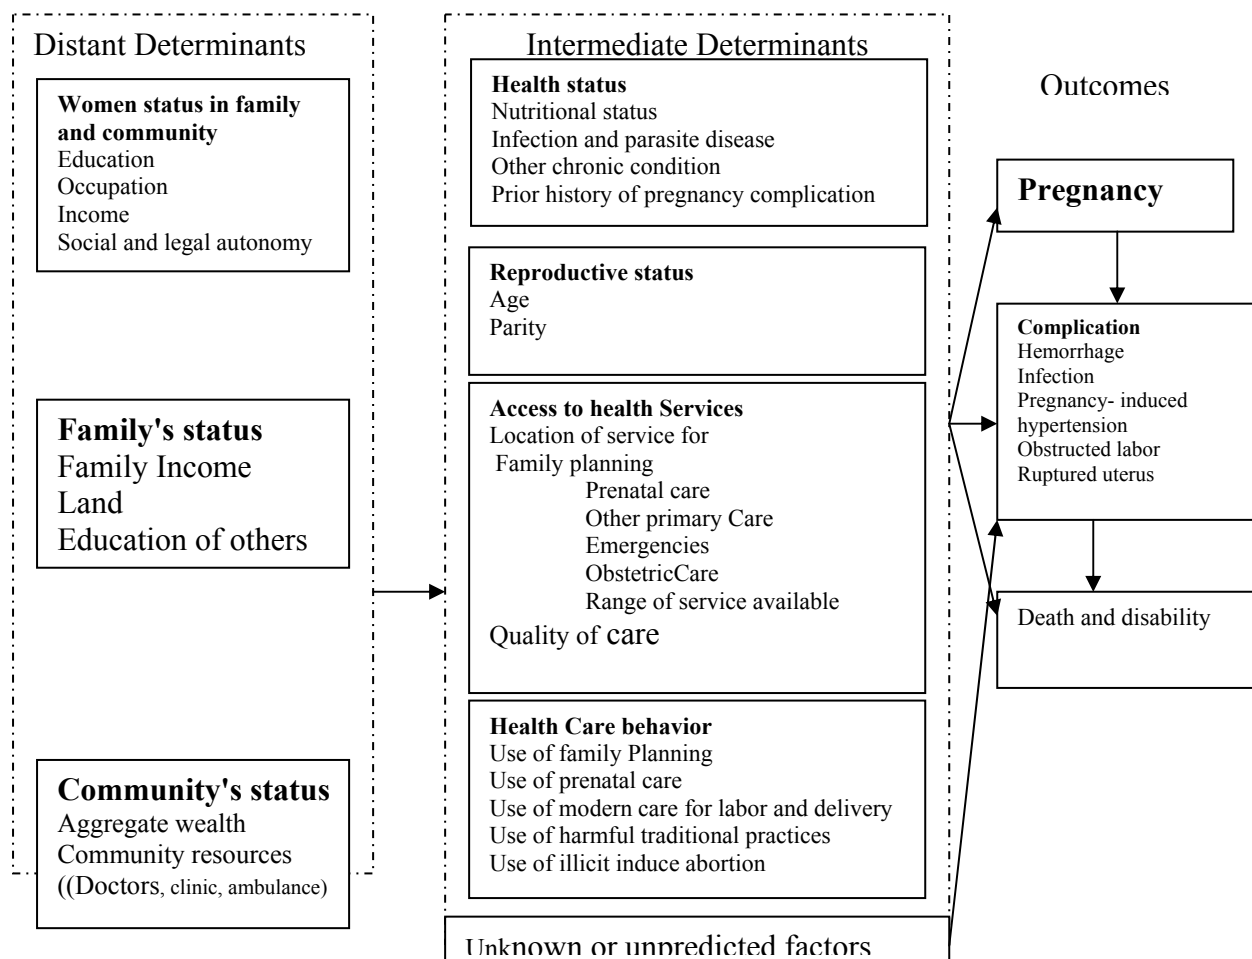 Distant Determinants
Women status in family
and community
Education
Occupation
Income
Social and legal autonomy
Family's status
Family Income
Land
Education of others
Community's status
Aggregate wealth
Community resources
((Doctors, clinic, ambulance)
Intermediate Determinants
Health status
Nutritional status
Infection and parasite disease
Other chronic condition
Prior history of pregnancy complication
Reproductive status
Age
Parity
Access to health Services
Location of service for
Family planning
Prenatal care
Other primary Care
Emergencies
ObstetricCare
Range of service available
Quality of care
Health Care behavior
Use of family Planning
Use of prenatal care
Use of modern care for labor and delivery
Use of harmful traditional practices
Use of illicit induce abortion
Unknown or unpredicted factors
Outcomes
Pregnancy
Complication
Hemorrhage
Infection
Pregnancy- induced
hypertension
Obstructed labor
Ruptured uterus
Death and disability